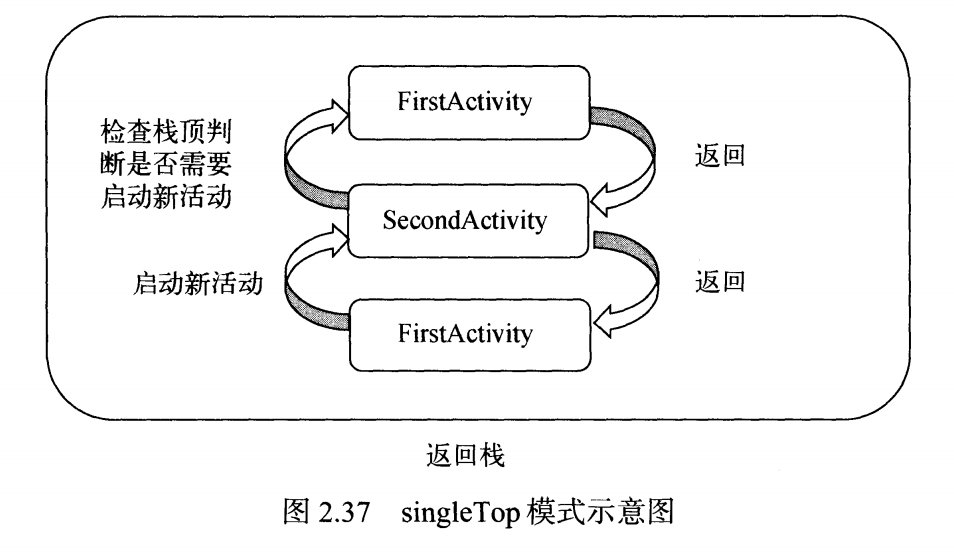 FirstActivity
检查栈顶判
断是否需要
启动新活动
返回
SecondActivity
启动新活动
返回
FirstActivity
返回栈
图 2.37 singleTop 模式示意图